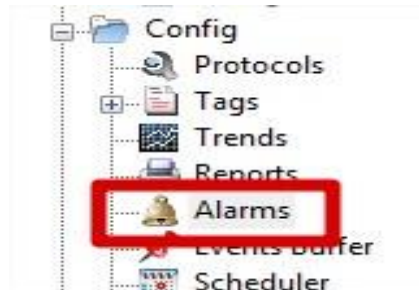 Config
Protocols
Tags
Trends
Reports
Alarms
Events Buffer
Scheduler